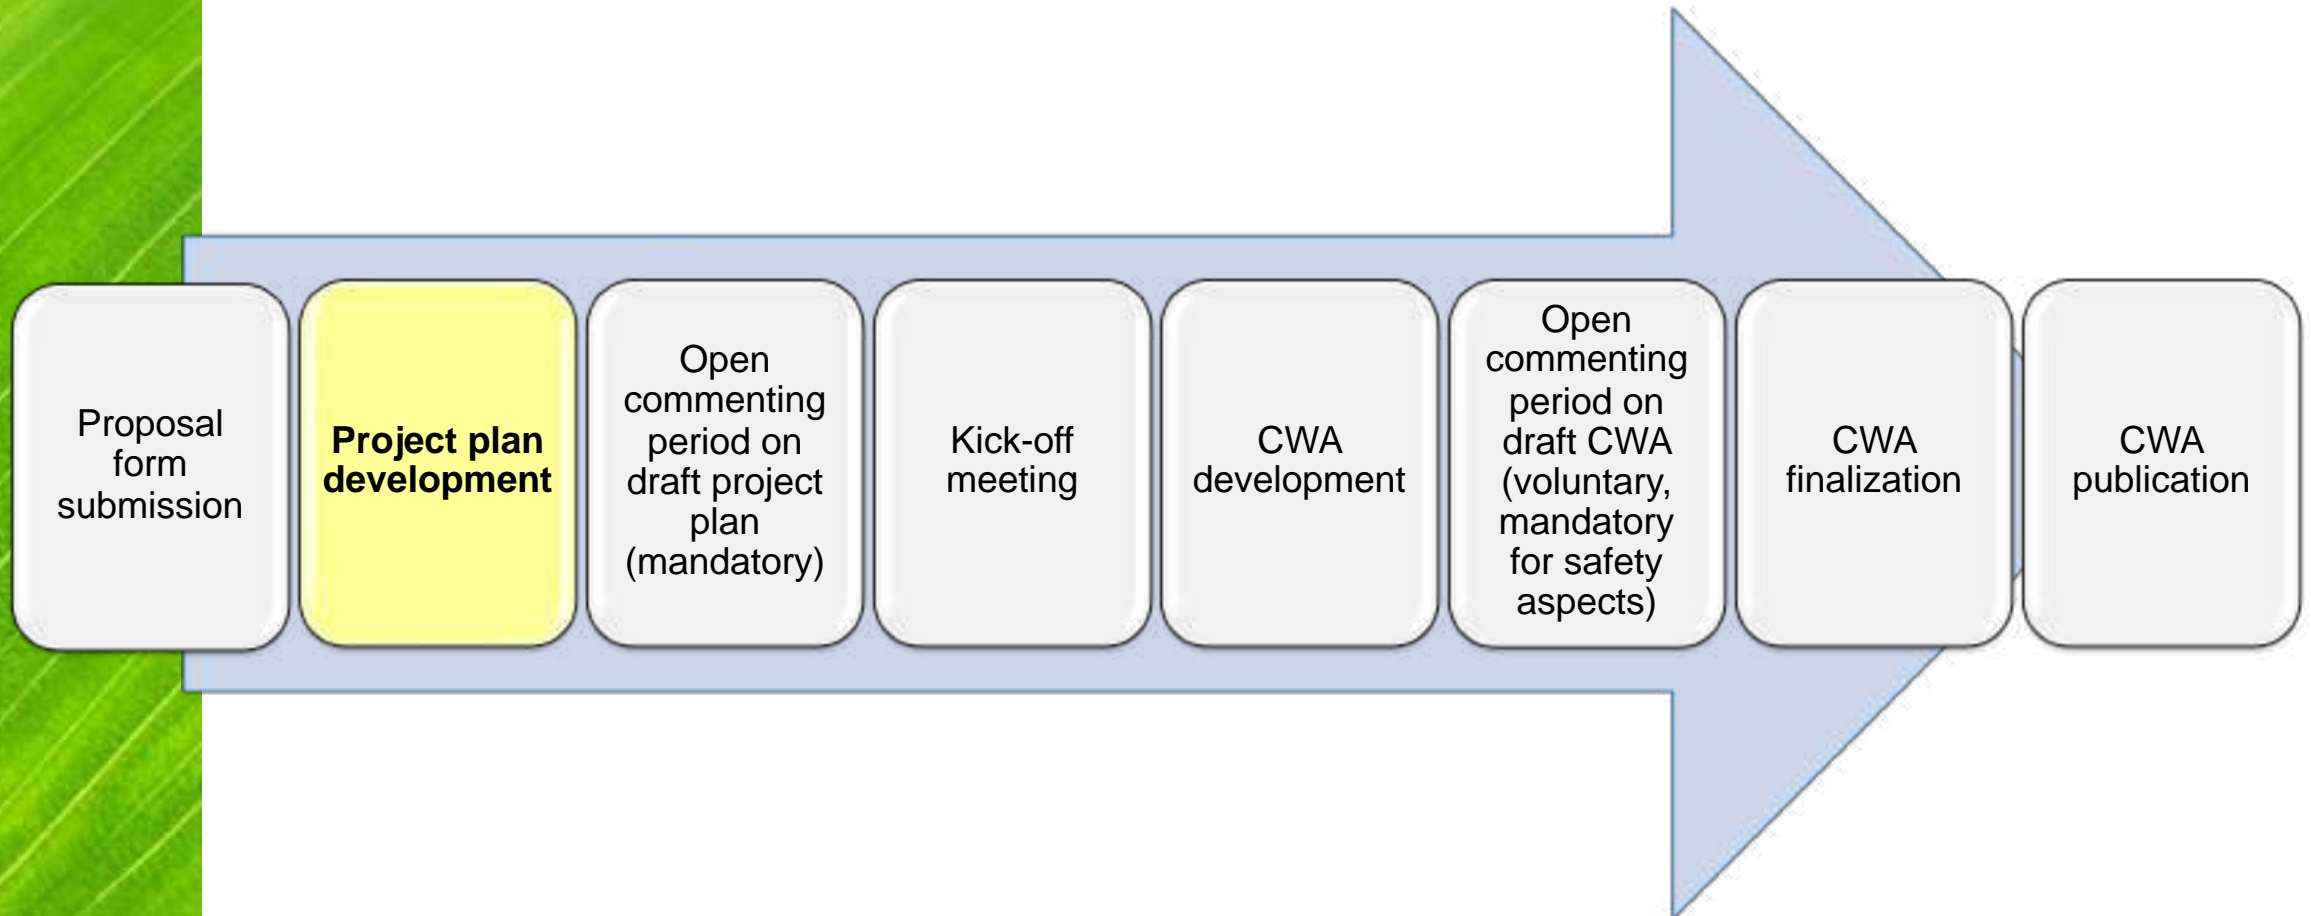 Proposal
form
submission
Project plan
development
Open
commenting
period on
draft project
plan
(mandatory)
Kick-off
meeting
CWA
development
Open
commenting
period on
draft CWA
(voluntary,
mandatory
for safety
aspects)
CWA
finalization
CWA
publication